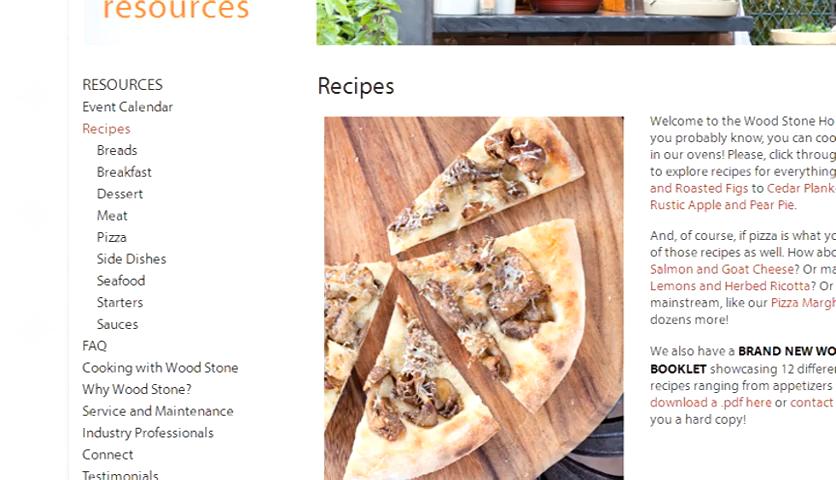 resources
RESOURCES
Event Calendar
Recipes
Breads
Breakfast
Dessert
Meat
Pizza
Side Dishes
Seafood
Starters
Sauces
FAQ
Cooking with Wood Stone
Why Wood Stone?
Service and Maintenance
Industry Professionals
Connect
Testimonials
Recipes
Welcome to the Wood Stone Ho
you probably know, you can coo
in our ovens! Please, click throug
to explore recipes for everything
and Roasted Figs to Cedar Plank
Rustic Apple and Pear Pie.
And, of course, if pizza is what yo
of those recipes as well. How abo
Salmon and Goat Cheese? Or ma
Lemons and Herbed Ricotta? Or
mainstream, like our Pizza Margh
dozens more!
We also have a BRAND NEW WO
BOOKLET showcasing 12 differen
recipes ranging from appetizers
download a .pdf here or contact
you a hard copy!